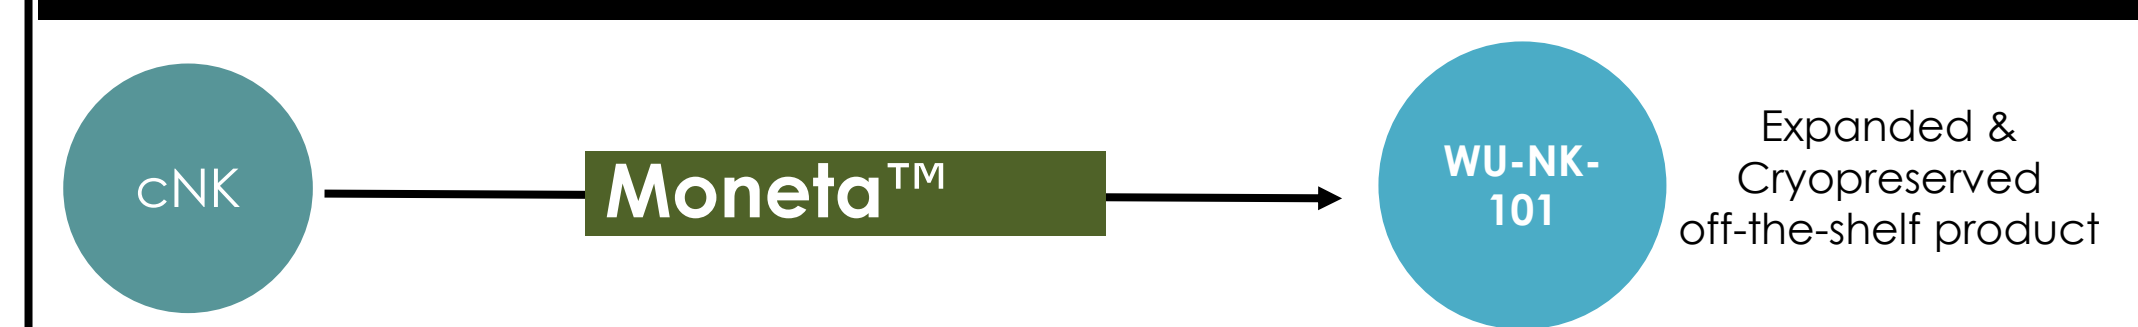 cNK
Moneta™
WU-NK-
101
Expanded &
Cryopreserved
off-the-shelf product